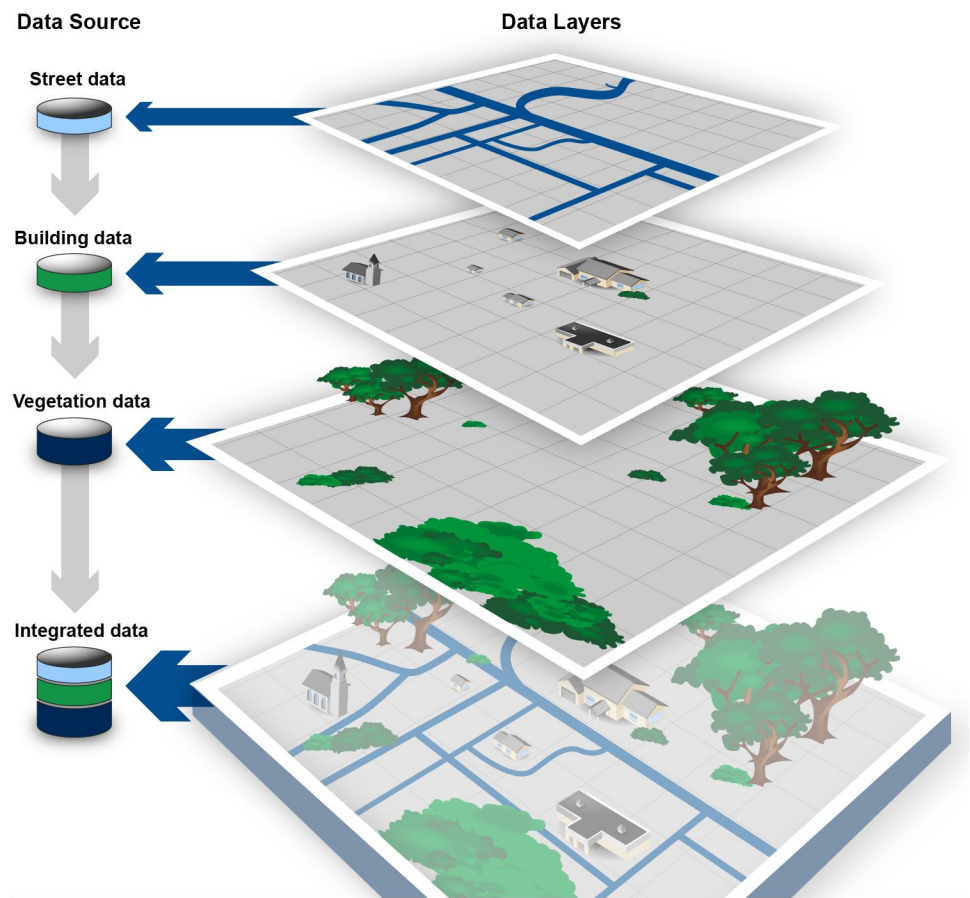 Data Source
Data Layers
Street data
Building data
Vegetation data
Integrated data